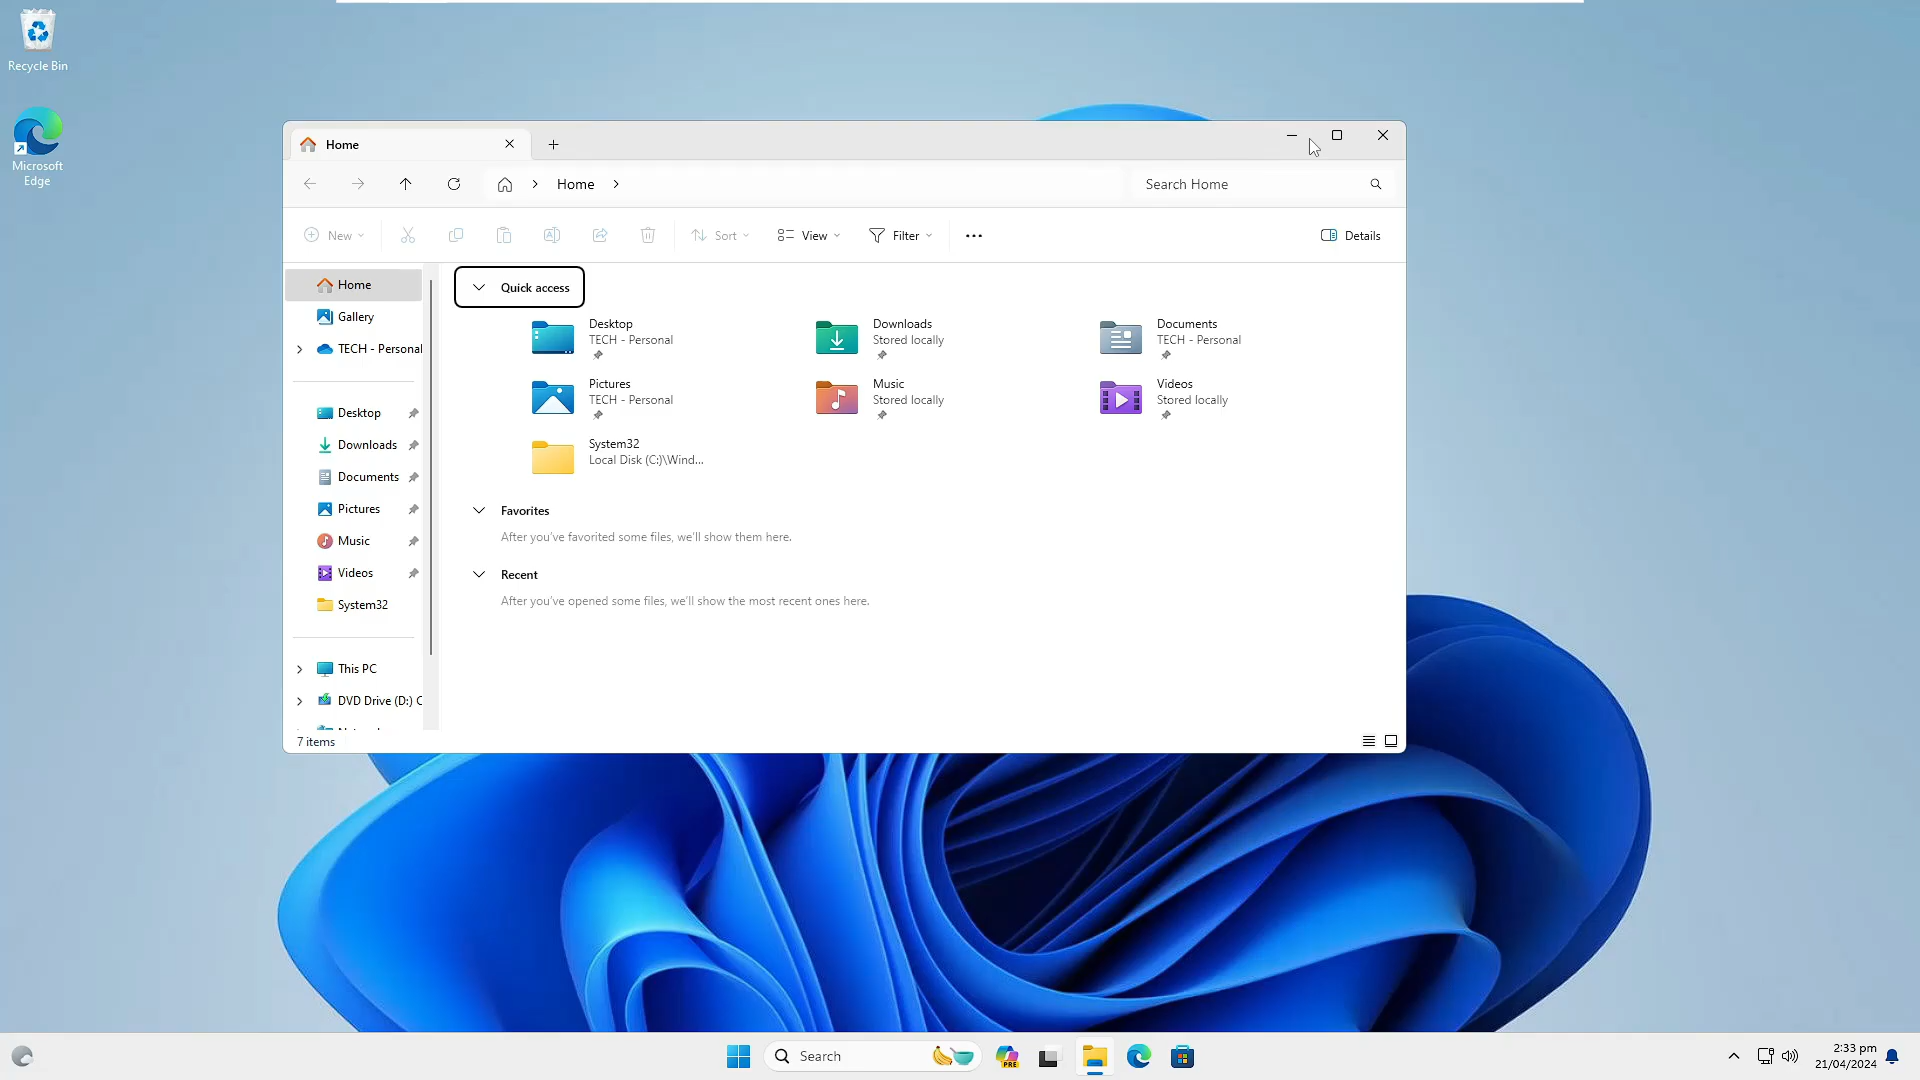 Recycle Bin
Microsoft
Edge
Home
Home
Search Home
New
Sort
View
Filter
Details
Home
Gallery
TECH - Personal
Desktop
Downloads
Documents
Pictures
Music
Videos
System32
This PC
DVD Drive (D:) C
Quick access
Desktop
TECH - Personal
Downloads
Stored locally
Documents
TECH - Personal
Pictures
TECH - Personal
Music
Stored locally
Videos
Stored locally
System32
Local Disk (C:)\Wind...
Favorites
After you've favorited some files, we'll show them here.
Recent
After you've opened some files, we'll show the most recent ones here.
7 items
Search
PRE
2:33 pm
21/04/2024